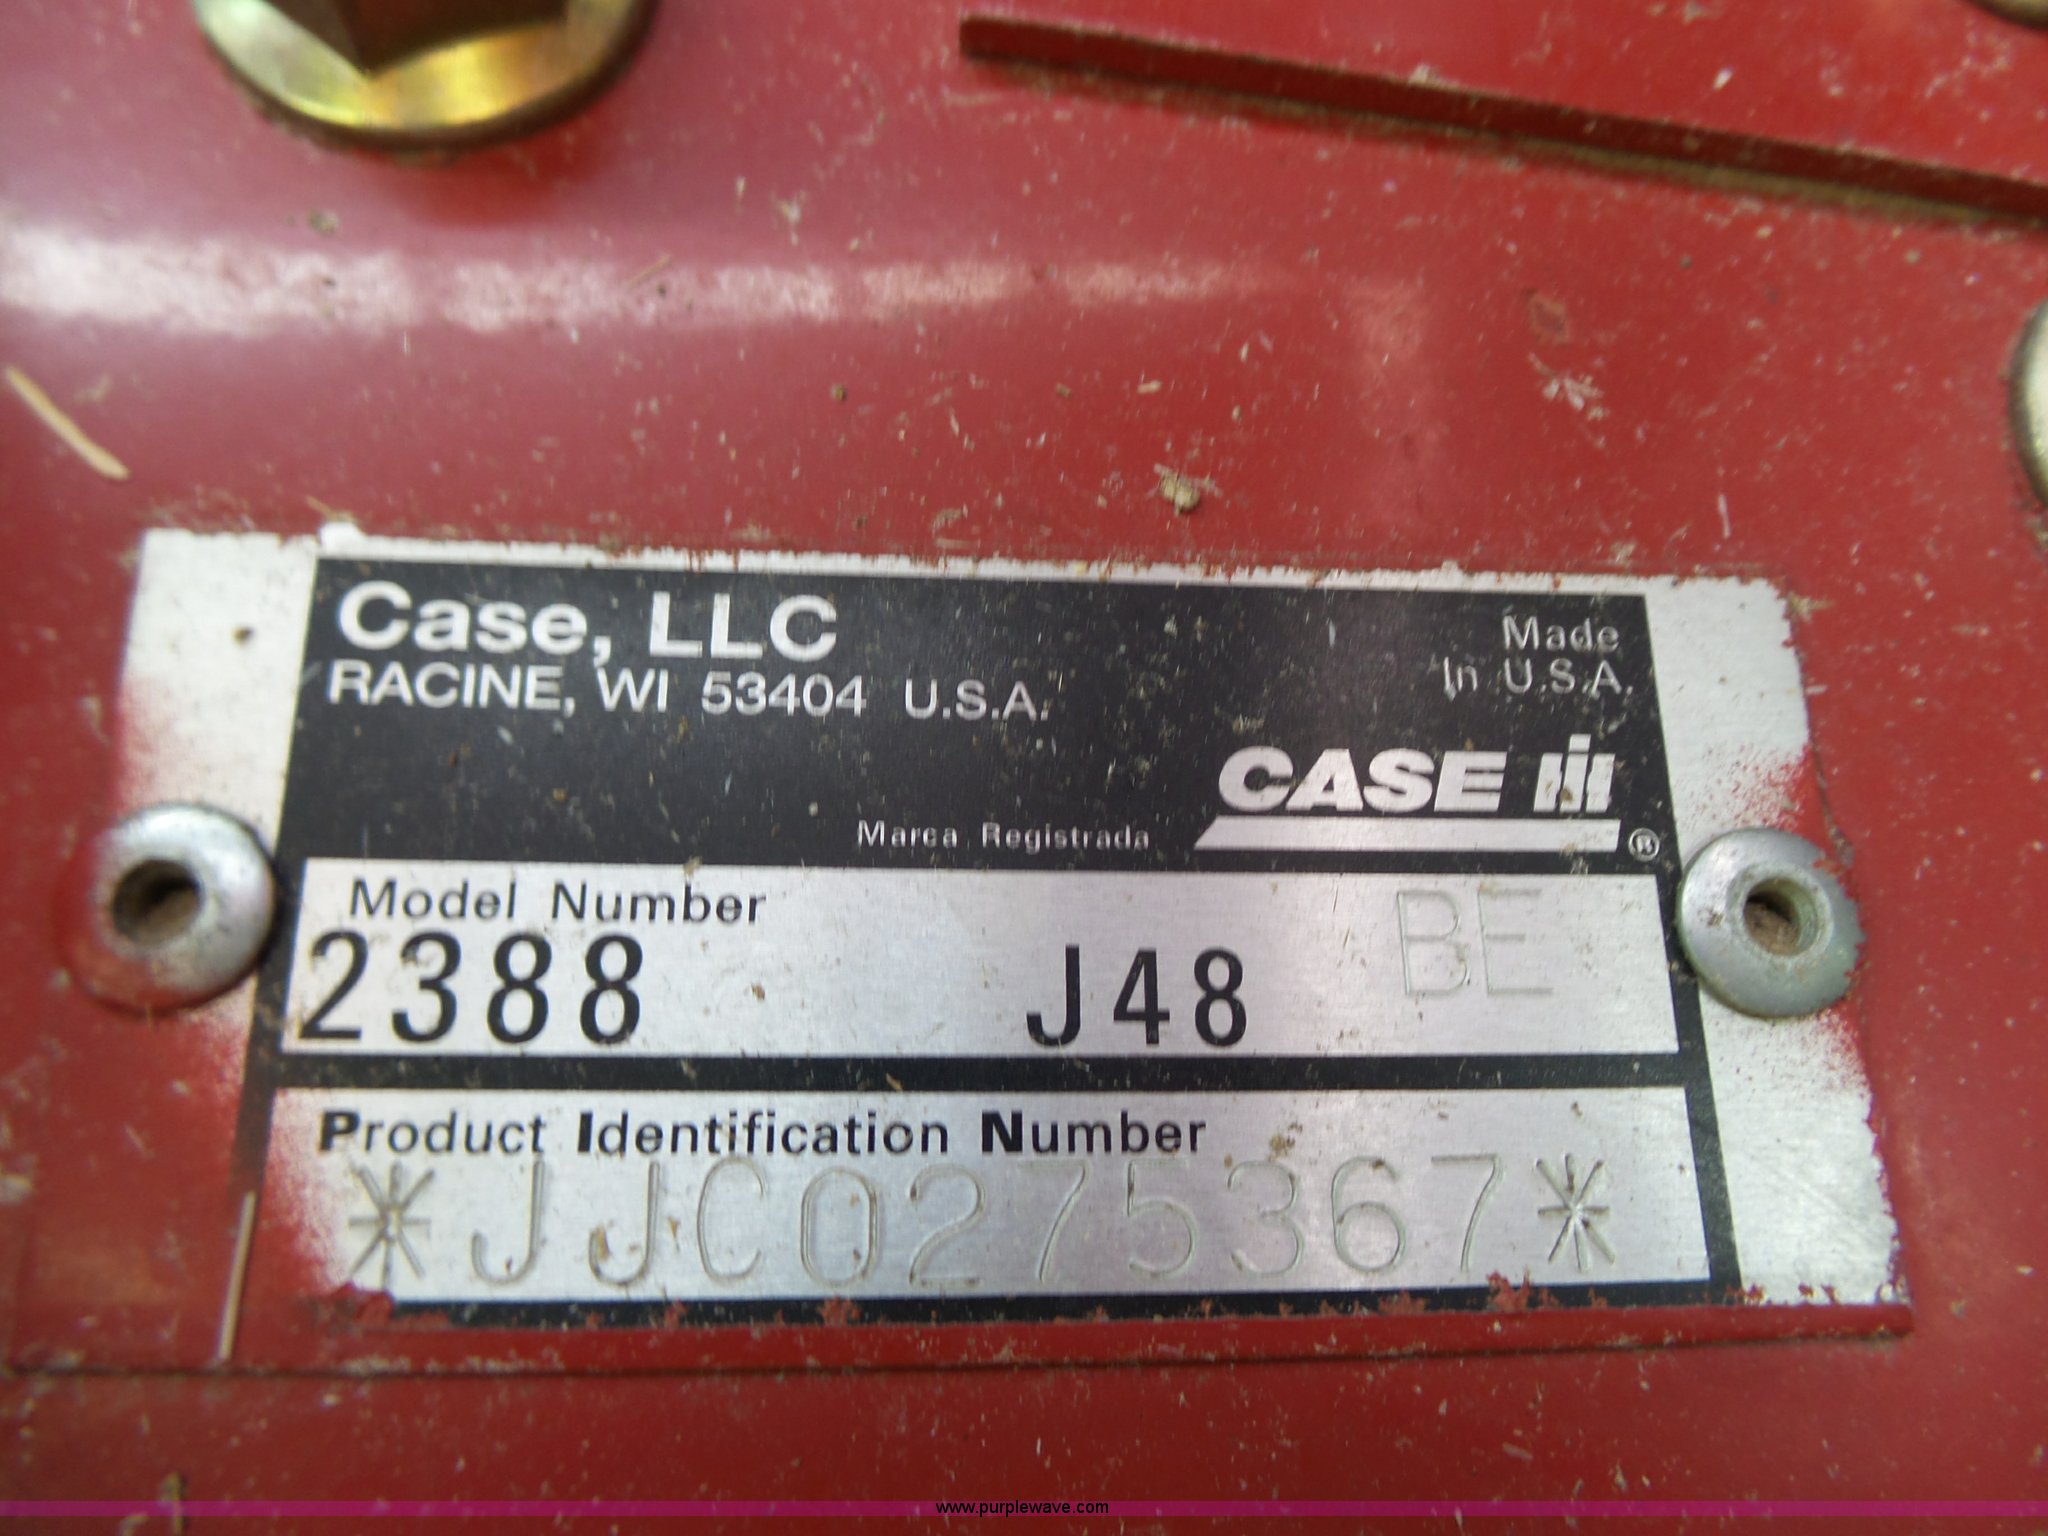 Case, LLC
RACINE, WI 53404 U.S.A.
Made
In U.S.A.
CASE IH
Marca Registrada ®
Model Number
2388 J48 BE
Product Identification Number
*JJC0275367*
www.purplewave.com